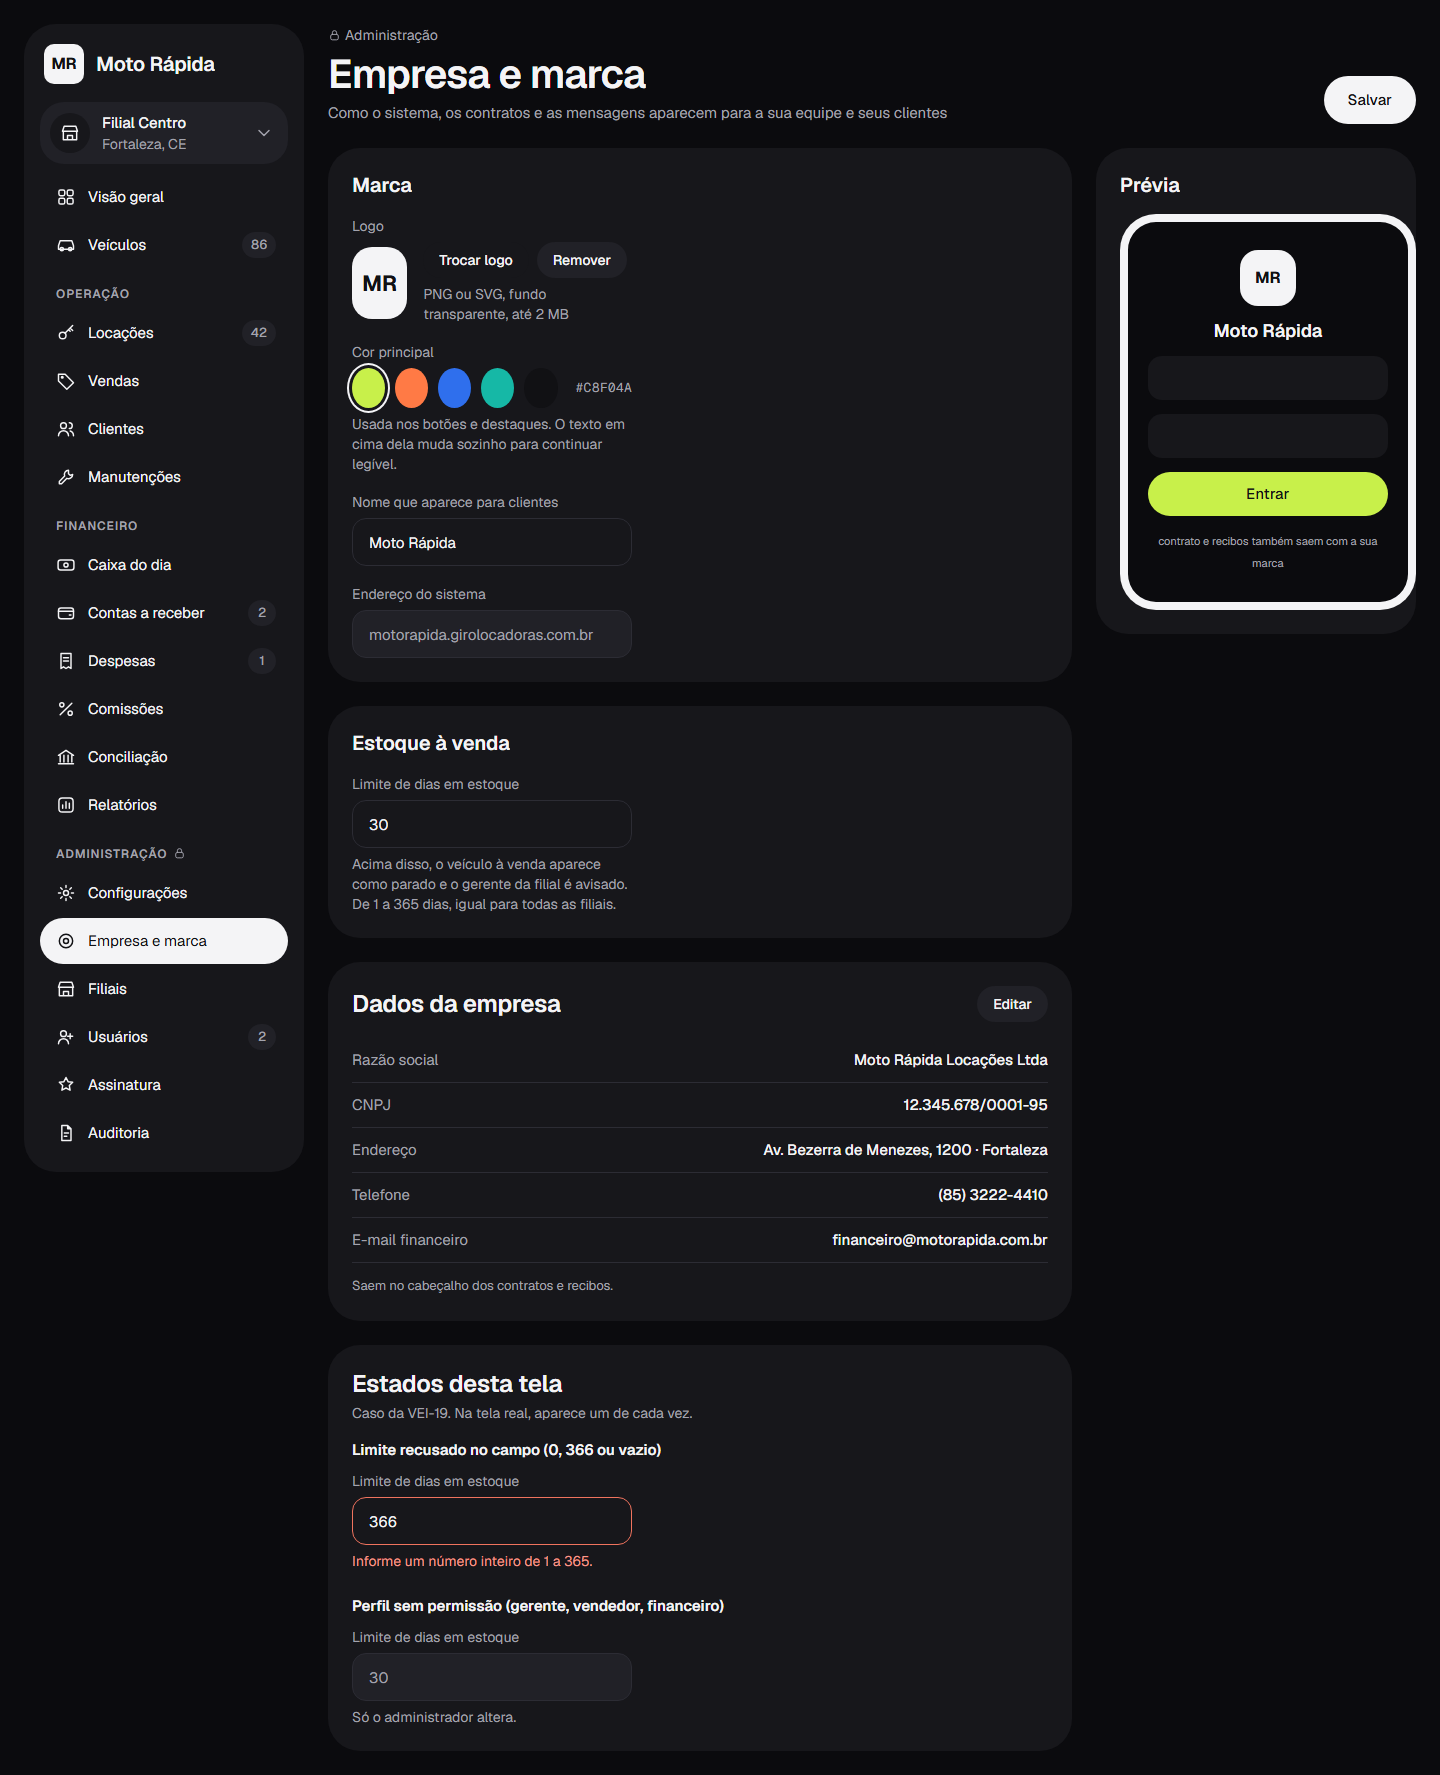 MR
Moto Rápida
Filial Centro
Fortaleza, CE
Visão geral
Veículos
86
OPERAÇÃO
Locações
42
Vendas
Clientes
Manutenções
FINANCEIRO
Caixa do dia
Contas a receber
2
Despesas
1
Comissões
Conciliação
Relatórios
ADMINISTRAÇÃO
Configurações
Empresa e marca
Filiais
Usuários
2
Assinatura
Auditoria
Administração
Empresa e marca
Como o sistema, os contratos e as mensagens aparecem para a sua equipe e seus clientes
Salvar
Marca
Logo
MR
Trocar logo
Remover
PNG ou SVG, fundo
transparente, até 2 MB
Cor principal
#C8F04A
Usada nos botões e destaques. O texto em
cima dela muda sozinho para continuar
legível.
Nome que aparece para clientes
Moto Rápida
Endereço do sistema
motorapida.girolocadoras.com.br
Prévia
MR
Moto Rápida
Entrar
contrato e recibos também saem com a sua
marca
Estoque à venda
Limite de dias em estoque
30
Acima disso, o veículo à venda aparece
como parado e o gerente da filial é avisado.
De 1 a 365 dias, igual para todas as filiais.
Dados da empresa
Editar
Razão social
Moto Rápida Locações Ltda
CNPJ
12.345.678/0001-95
Endereço
Av. Bezerra de Menezes, 1200 · Fortaleza
Telefone
(85) 3222-4410
E-mail financeiro
financeiro@motorapida.com.br
Saem no cabeçalho dos contratos e recibos.
Estados desta tela
Caso da VEI-19. Na tela real, aparece um de cada vez.
Limite recusado no campo (0, 366 ou vazio)
Limite de dias em estoque
366
Informe um número inteiro de 1 a 365.
Perfil sem permissão (gerente, vendedor, financeiro)
Limite de dias em estoque
30
Só o administrador altera.